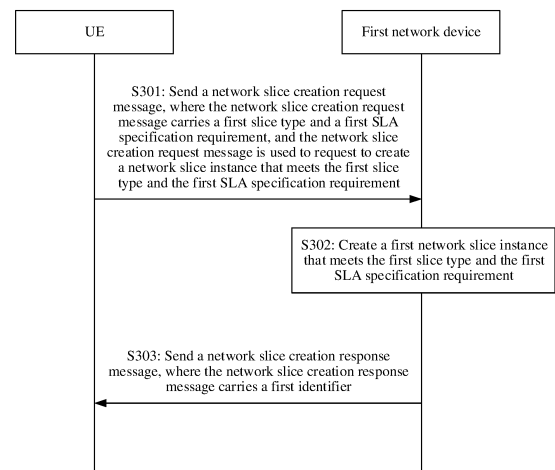 UE
First network device
S301: Send a network slice creation request
message, where the network slice creation request
message carries a first slice type and a first SLA
specification requirement, and the network slice
creation request message is used to request to create
a network slice instance that meets the first slice
type and the first SLA specification requirement
S302: Create a first network slice instance
that meets the first slice type and the first
SLA specification requirement
S303: Send a network slice creation response
message, where the network slice creation response
message carries a first identifier